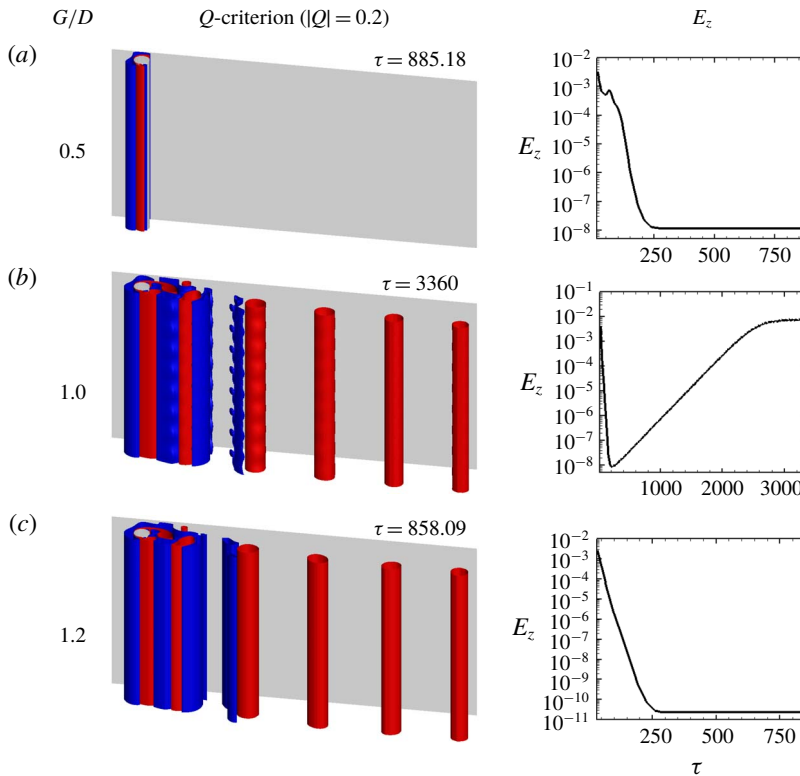 G/D Q-criterion (|Q| = 0.2) E_z
(a) τ = 885.18
0.5
E_z
10⁻²
10⁻³
10⁻⁴
10⁻⁵
10⁻⁶
10⁻⁷
10⁻⁸
250 500 750
(b) τ = 3360
1.0
E_z
10⁻¹
10⁻²
10⁻³
10⁻⁴
10⁻⁵
10⁻⁶
10⁻⁷
10⁻⁸
1000 2000 3000
(c) τ = 858.09
1.2
E_z
10⁻²
10⁻³
10⁻⁴
10⁻⁵
10⁻⁶
10⁻⁷
10⁻⁸
10⁻⁹
10⁻¹⁰
10⁻¹¹
250 500 750
τ